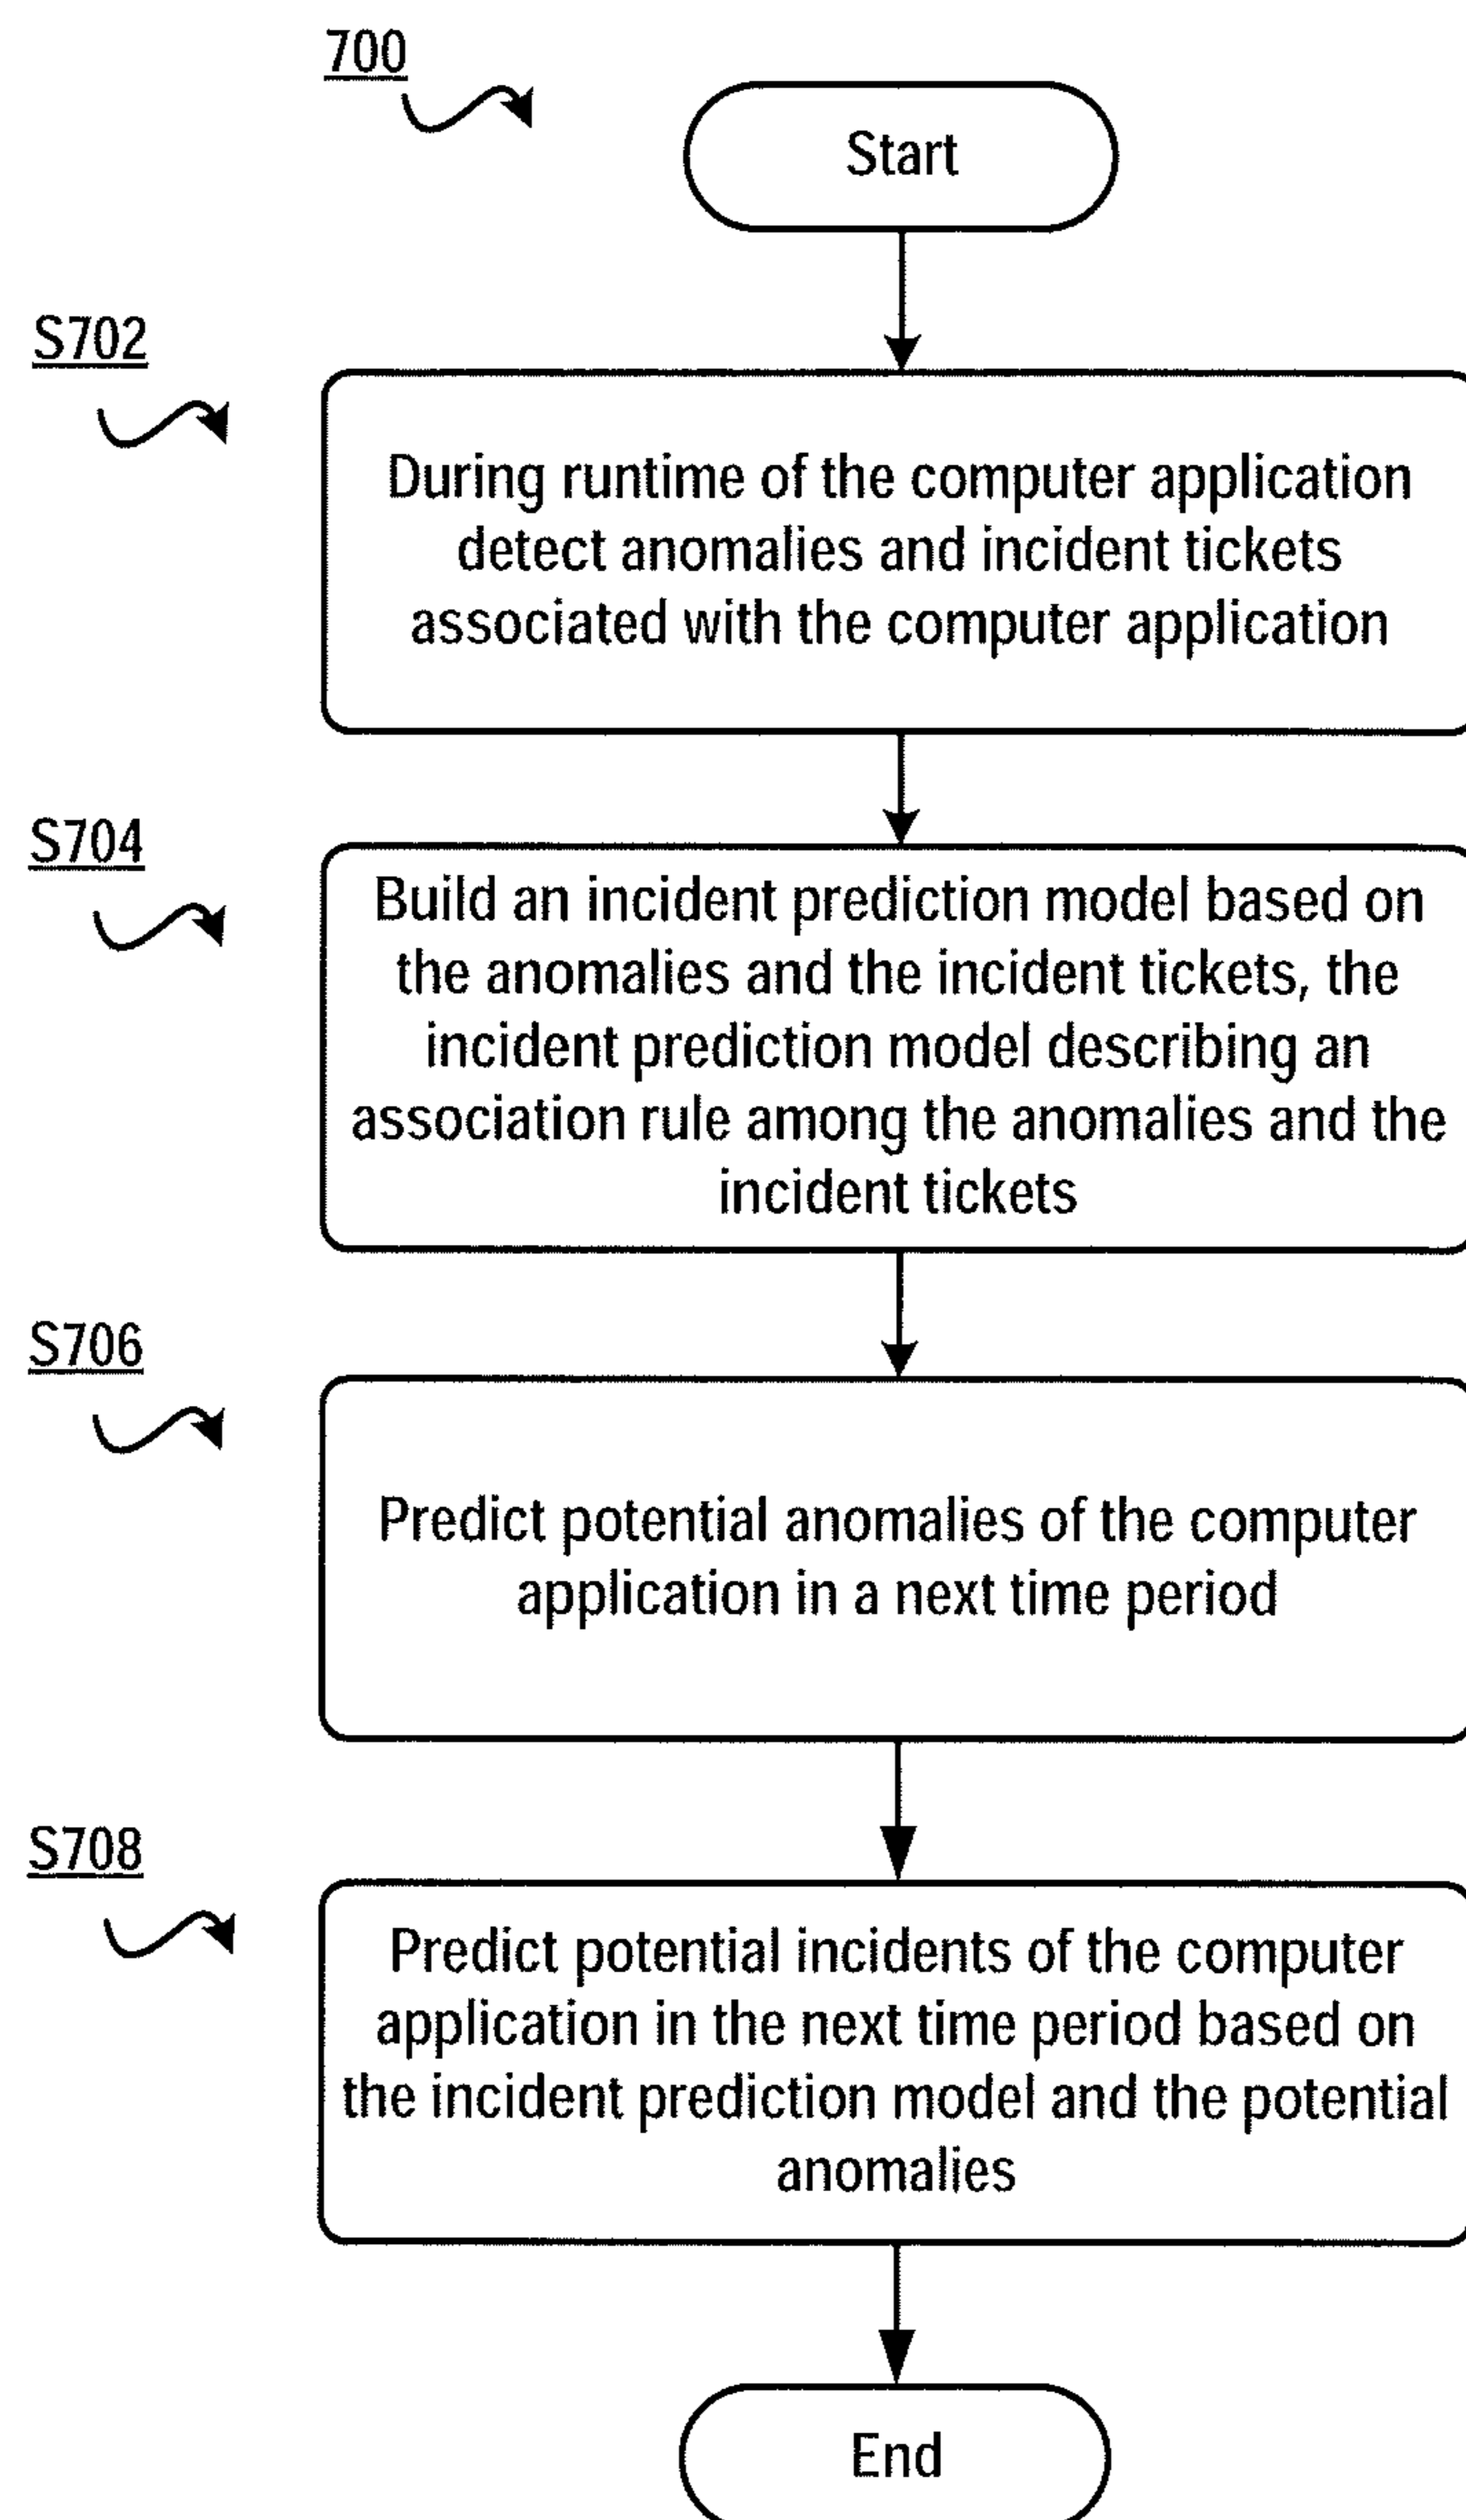 700
Start
S702
During runtime of the computer application
detect anomalies and incident tickets
associated with the computer application
S704
Build an incident prediction model based on
the anomalies and the incident tickets, the
incident prediction model describing an
association rule among the anomalies and the
incident tickets
S706
Predict potential anomalies of the computer
application in a next time period
S708
Predict potential incidents of the computer
application in the next time period based on
the incident prediction model and the potential
anomalies
End